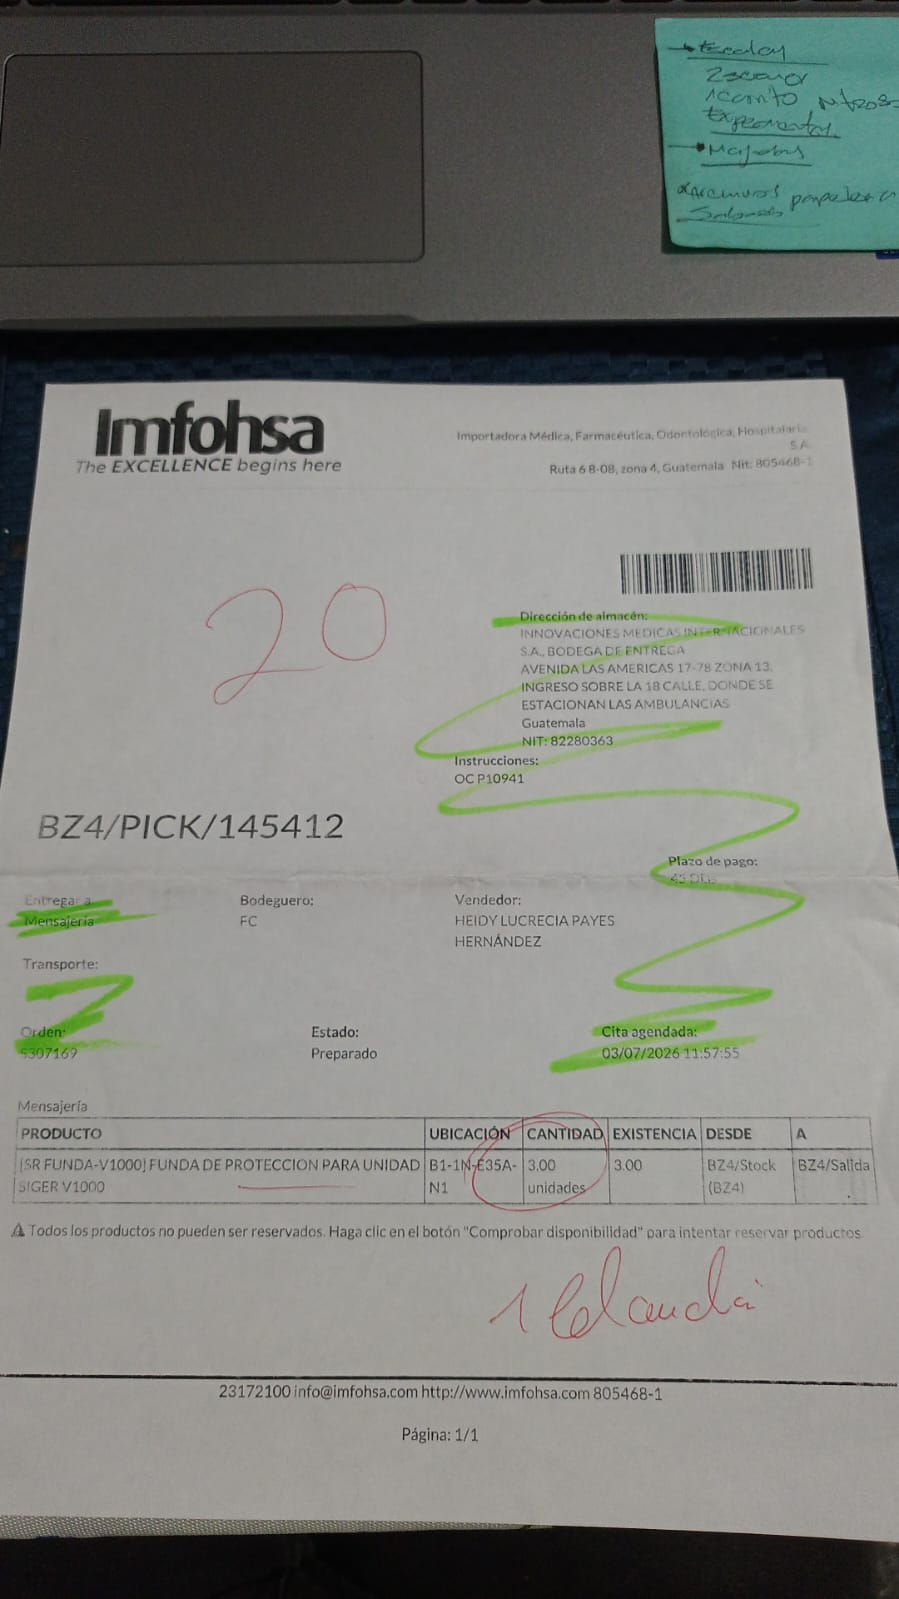 Imfohsa
The EXCELLENCE begins here
Importadora Médica, Farmacéutica, Odontológica, Hospitalaria
S.A.
Ruta 6 8-08, zona 4, Guatemala Nit: 805468-1
20
Dirección de almacén:
INNOVACIONES MEDICAS INTERNACIONALES
S.A., BODEGA DE ENTREGA
AVENIDA LAS AMERICAS 17-78 ZONA 13,
INGRESO SOBRE LA 18 CALLE, DONDE SE
ESTACIONAN LAS AMBULANCIAS
Guatemala
NIT: 82280363
Instrucciones:
OC P10941
BZ4/PICK/145412
Plazo de pago:
45 Días
Entregar a:
Mensajería
Bodeguero:
FC
Vendedor:
HEIDY LUCRECIA PAYES
HERNÁNDEZ
Transporte:
Orden:
S307169
Estado:
Preparado
Cita agendada:
03/07/2026 11:57:55
Mensajería
PRODUCTO UBICACIÓN CANTIDAD EXISTENCIA DESDE A
[SR FUNDA-V1000] FUNDA DE PROTECCION PARA UNIDAD B1-1N-E35A- 3.00 3.00 BZ4/Stock BZ4/Salida
SIGER V1000 N1 unidades (BZ4)
⚠ Todos los productos no pueden ser reservados. Haga clic en el botón "Comprobar disponibilidad" para intentar reservar productos.
23172100 info@imfohsa.com http://www.imfohsa.com 805468-1
Página: 1/1